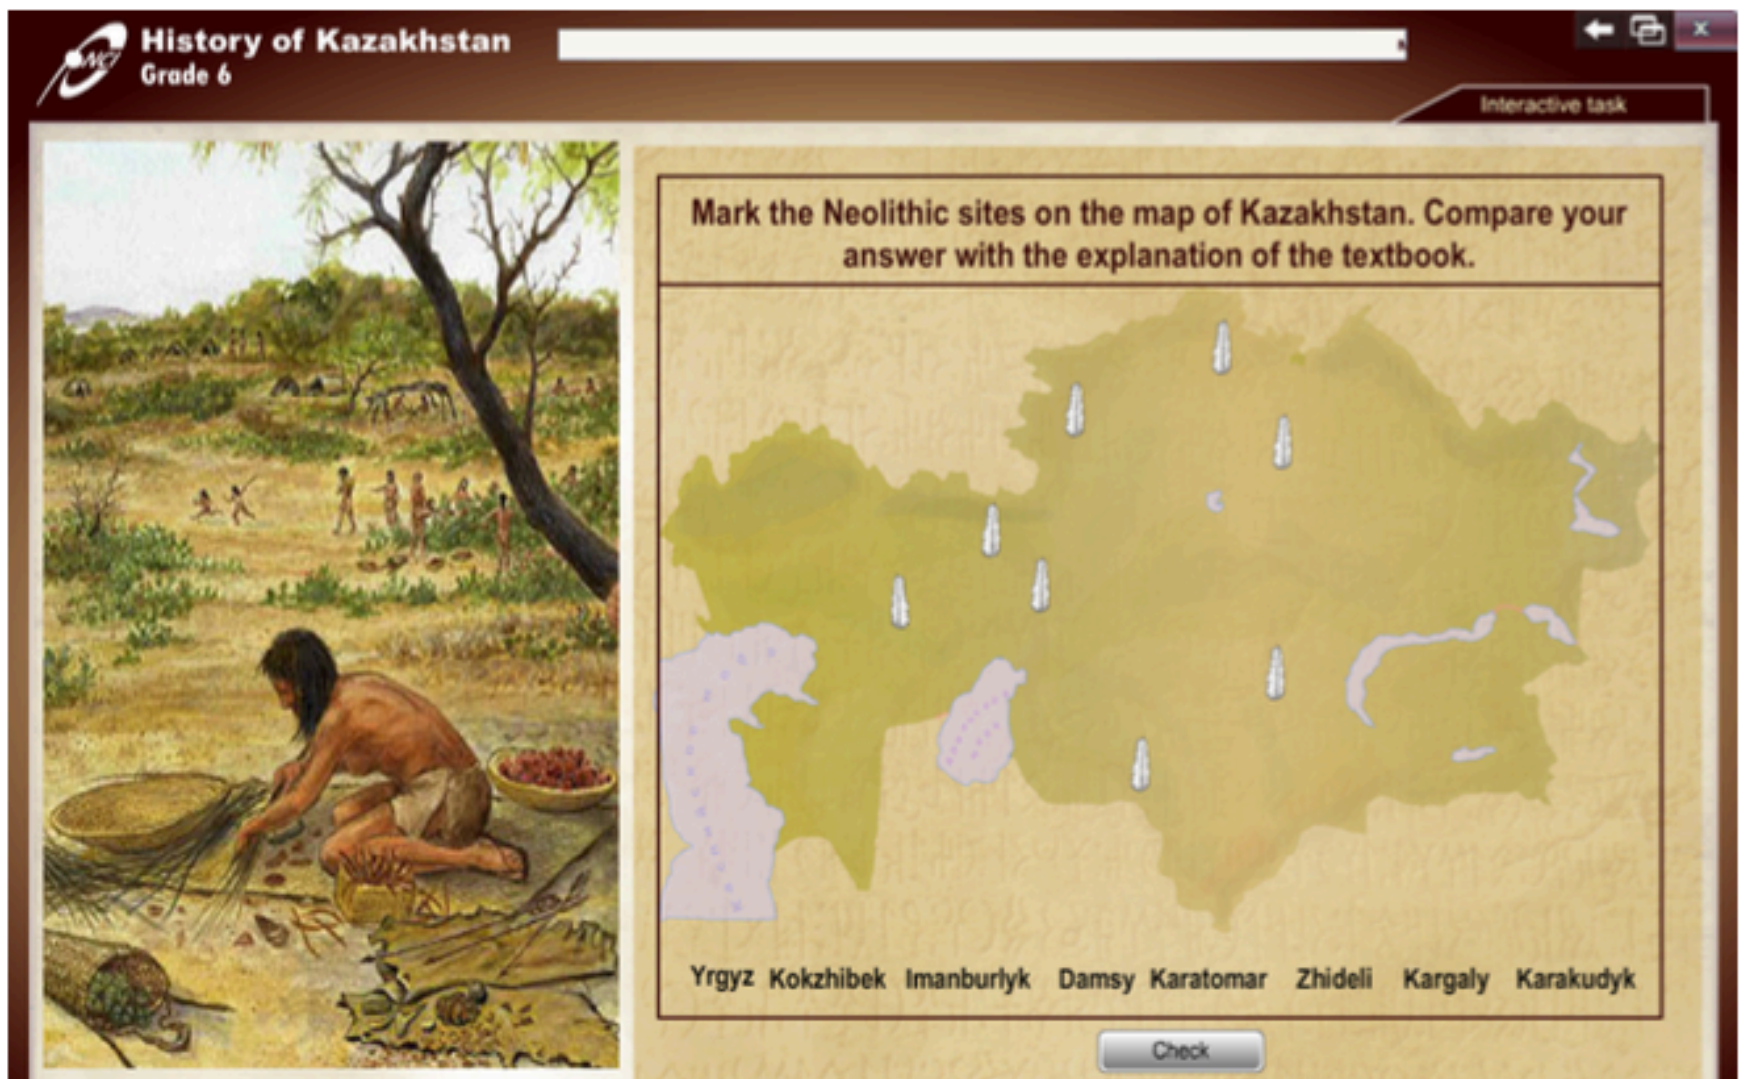 History of Kazakhstan
Grade 6
NCI
Interactive task
Mark the Neolithic sites on the map of Kazakhstan. Compare your
answer with the explanation of the textbook.
Yrgyz Kokzhibek Imanburlyk Damsy Karatomar Zhideli Kargaly Karakudyk
Check